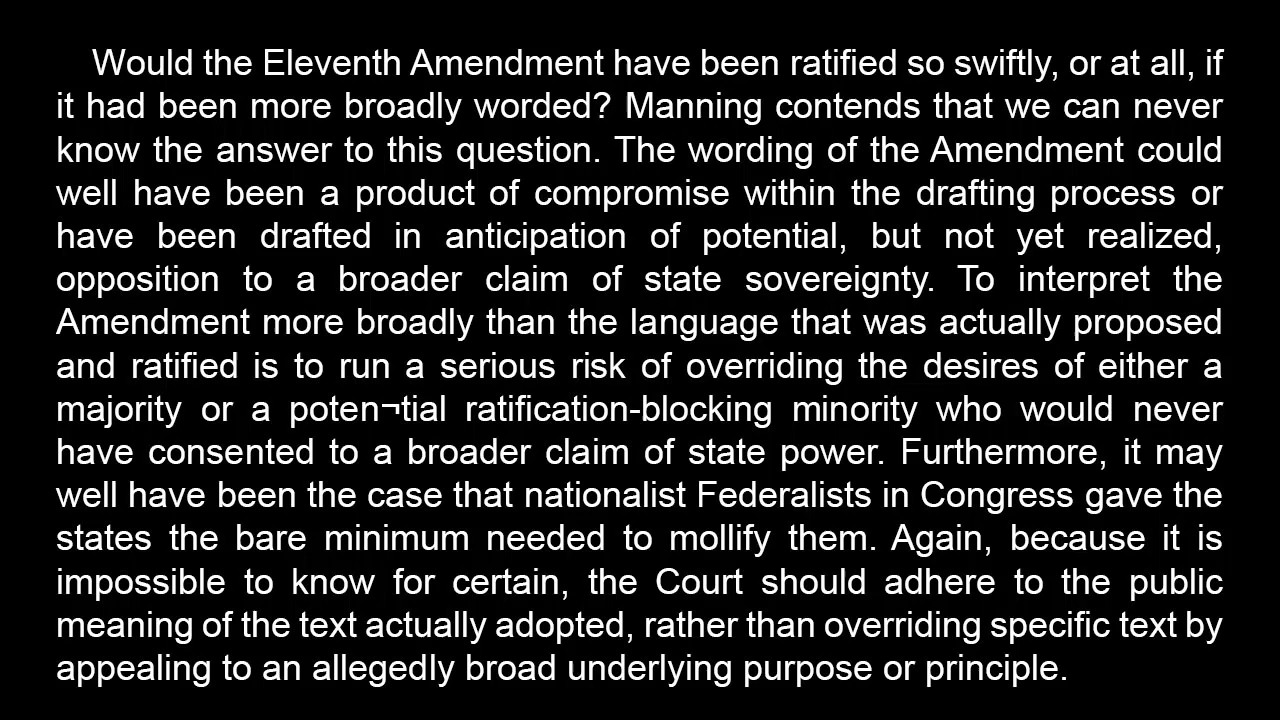 Would the Eleventh Amendment have been ratified so swiftly, or at all, if
it had been more broadly worded? Manning contends that we can never
know the answer to this question. The wording of the Amendment could
well have been a product of compromise within the drafting process or
have been drafted in anticipation of potential, but not yet realized,
opposition to a broader claim of state sovereignty. To interpret the
Amendment more broadly than the language that was actually proposed
and ratified is to run a serious risk of overriding the desires of either a
majority or a poten¬tial ratification-blocking minority who would never
have consented to a broader claim of state power. Furthermore, it may
well have been the case that nationalist Federalists in Congress gave the
states the bare minimum needed to mollify them. Again, because it is
impossible to know for certain, the Court should adhere to the public
meaning of the text actually adopted, rather than overriding specific text by
appealing to an allegedly broad underlying purpose or principle.